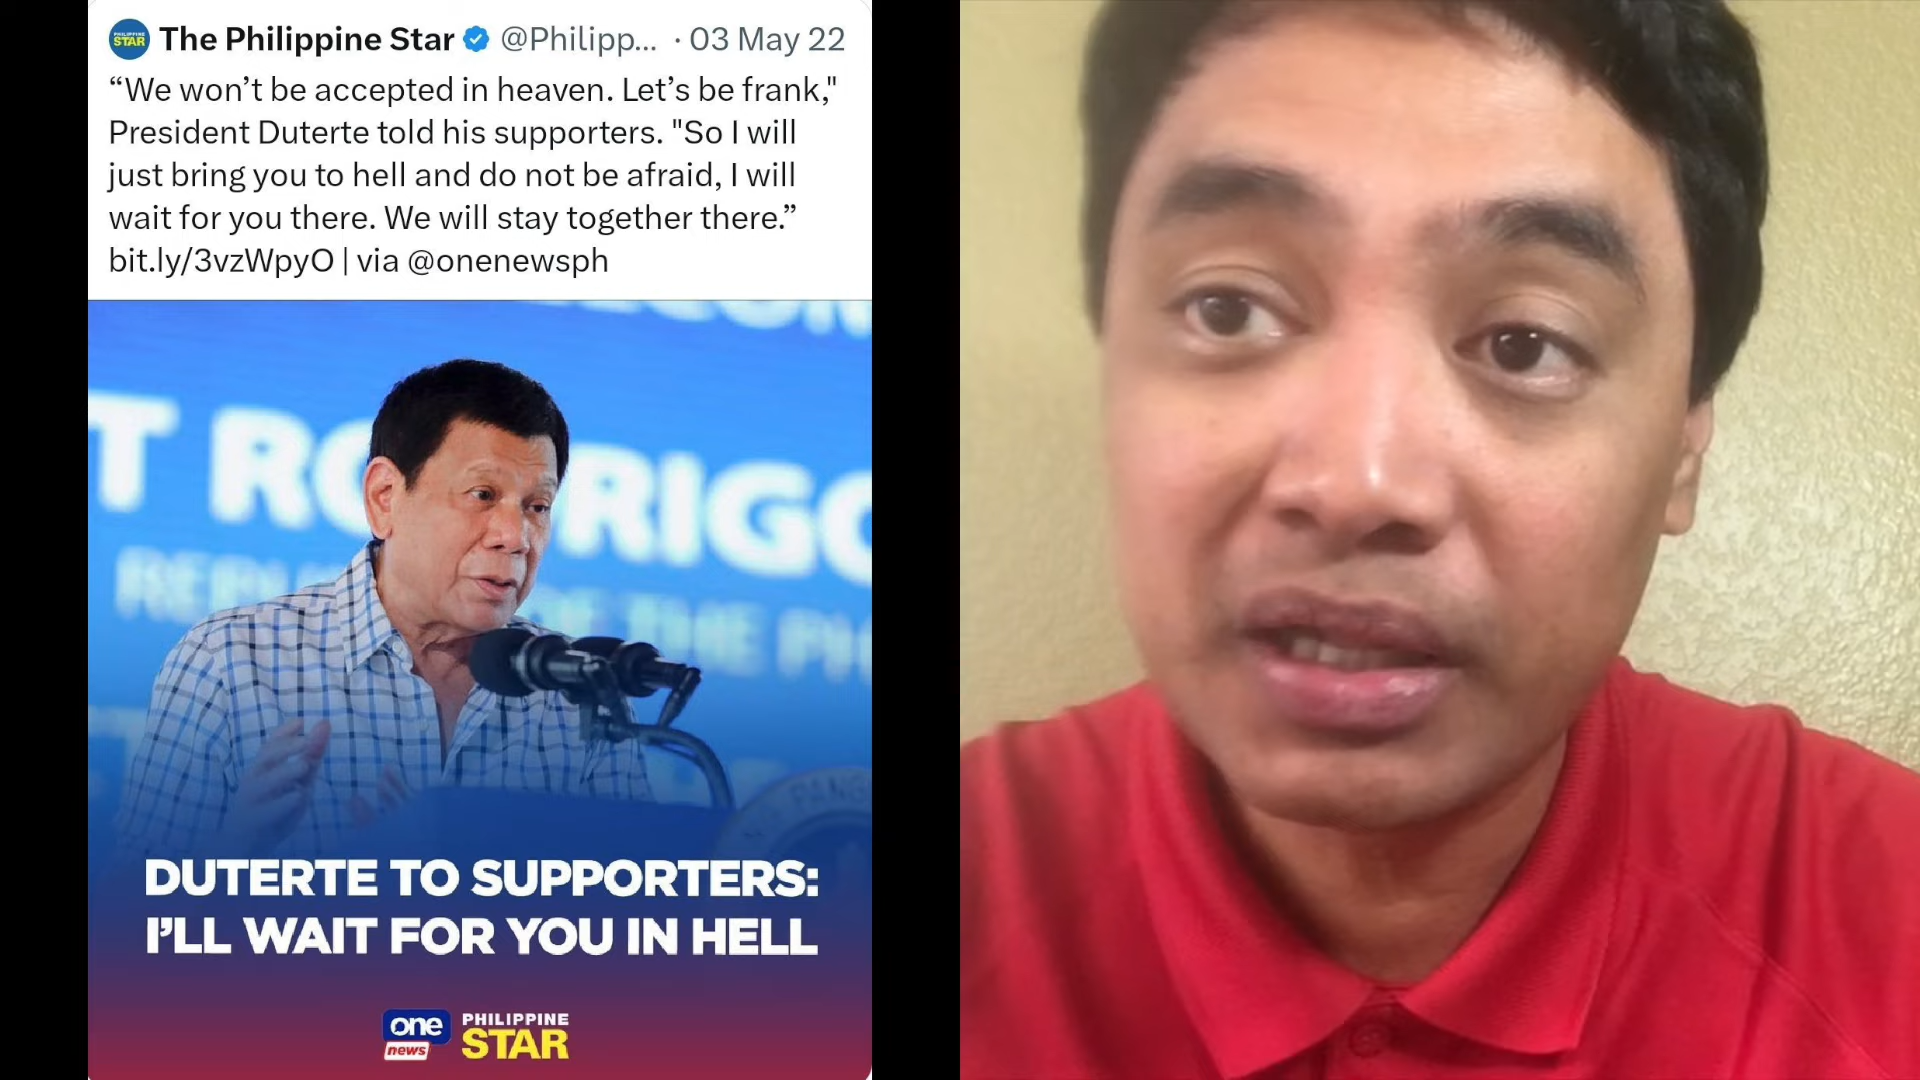 PHILIPPINE
STAR
The Philippine Star @Philipp... · 03 May 22
“We won’t be accepted in heaven. Let’s be frank,"
President Duterte told his supporters. "So I will
just bring you to hell and do not be afraid, I will
wait for you there. We will stay together there.”
bit.ly/3vzWpyO | via @onenewsph
T RODRIGO
DUTERTE TO SUPPORTERS:
I’LL WAIT FOR YOU IN HELL
one
news
PHILIPPINE
STAR